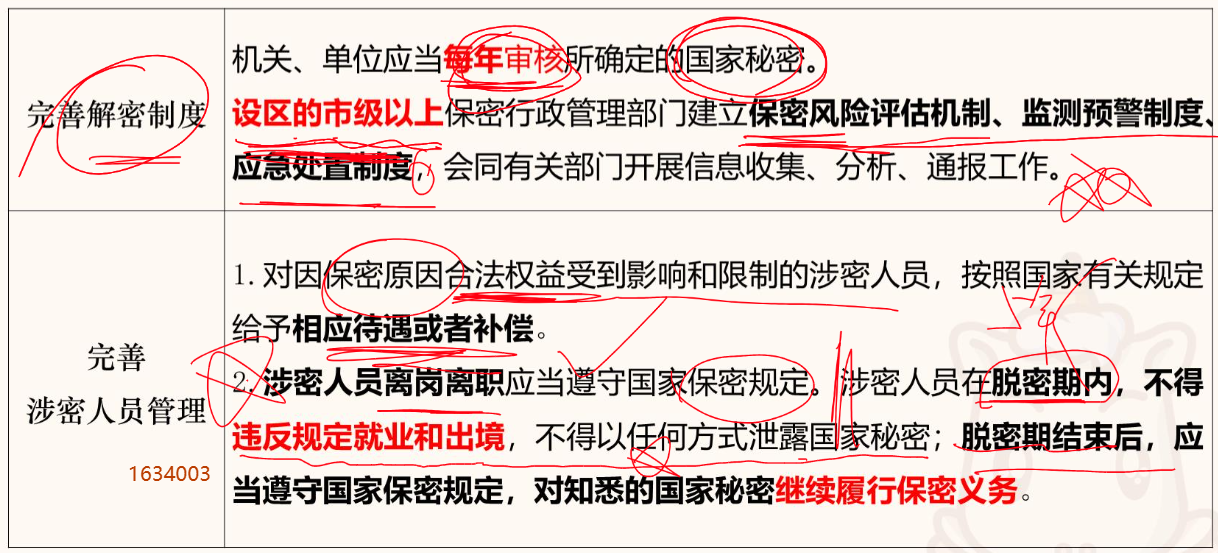 完善解密制度
机关、单位应当每年审核所确定的国家秘密。
设区的市级以上保密行政管理部门建立保密风险评估机制、监测预警制度、
应急处置制度，会同有关部门开展信息收集、分析、通报工作。
完善
涉密人员管理
1634003
1. 对因保密原因合法权益受到影响和限制的涉密人员，按照国家有关规定
给予相应待遇或者补偿。
2. 涉密人员离岗离职应当遵守国家保密规定。涉密人员在脱密期内，不得
违反规定就业和出境，不得以任何方式泄露国家秘密；脱密期结束后，应
当遵守国家保密规定，对知悉的国家秘密继续履行保密义务。